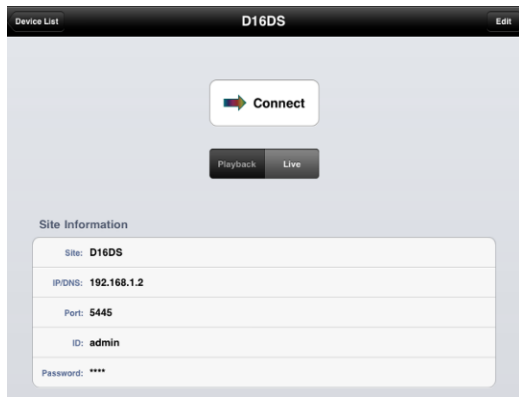 Device List D16DS Edit
Connect
Playback Live
Site Information
Site: D16DS
IP/DNS: 192.168.1.2
Port: 5445
ID: admin
Password: ****